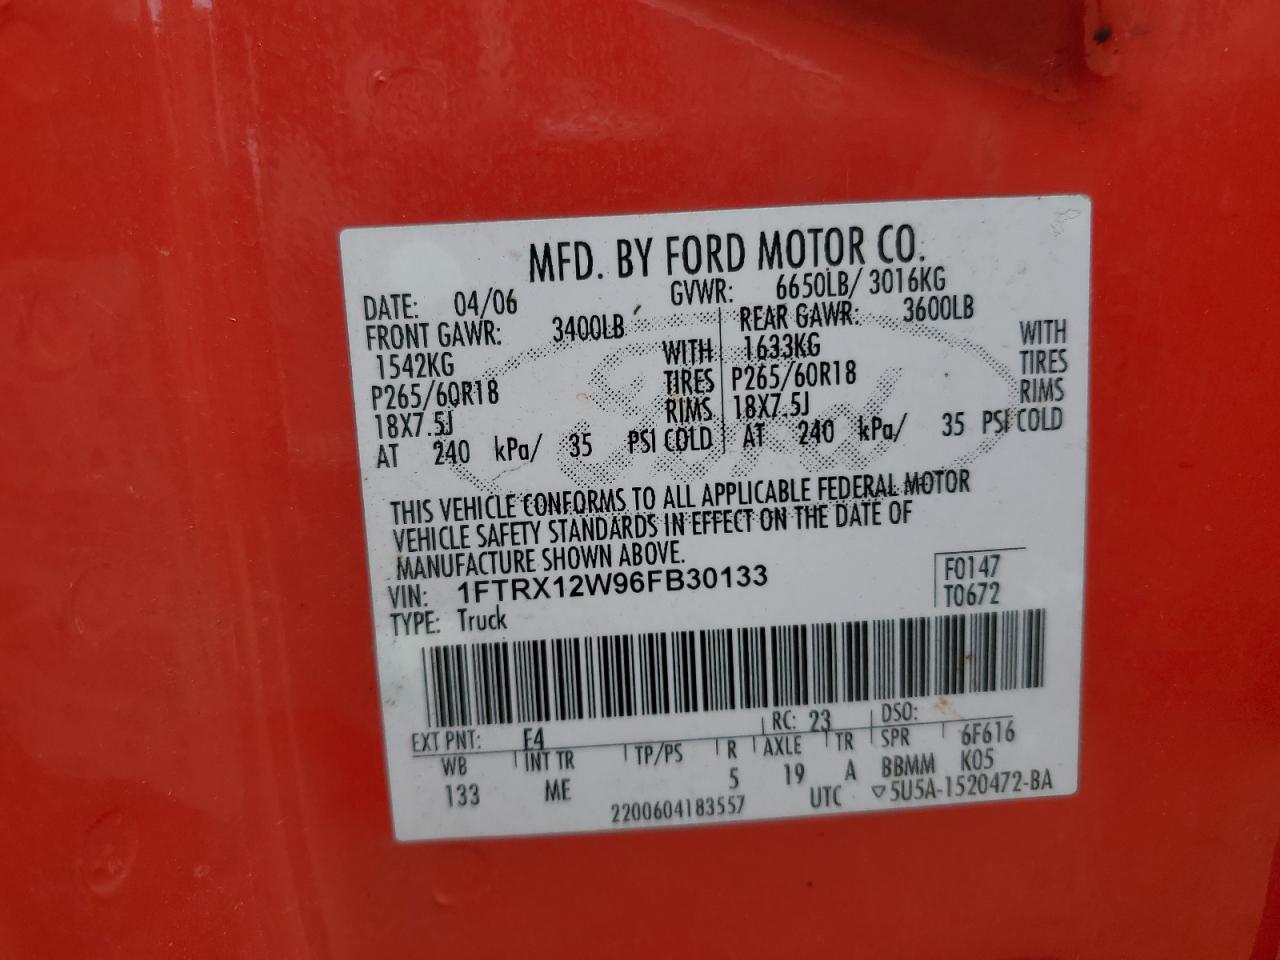 MFD. BY FORD MOTOR CO.
DATE: 04/06 GVWR: 6650LB/ 3016KG
FRONT GAWR: 3400LB REAR GAWR: 3600LB
1542KG WITH 1633KG WITH
P265/60R18 TIRES P265/60R18 TIRES
18X7.5J RIMS 18X7.5J RIMS
AT 240 kPa/ 35 PSI COLD AT 240 kPa/ 35 PSI COLD
THIS VEHICLE CONFORMS TO ALL APPLICABLE FEDERAL MOTOR
VEHICLE SAFETY STANDARDS IN EFFECT ON THE DATE OF
MANUFACTURE SHOWN ABOVE.
VIN: 1FTRX12W96FB30133 F0147
TYPE: Truck T0672
EXT PNT: E4 RC: 23 DSO:
WB INT TR TP/PS R AXLE TR SPR 6F616
133 ME 5 19 A BBMM K05
2200604183557 UTC ▽5U5A-1520472-BA